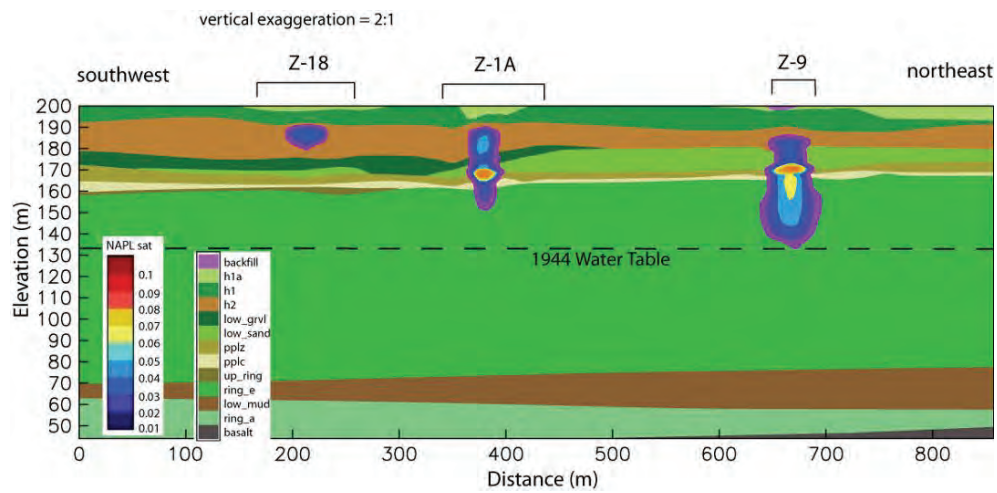 vertical exaggeration = 2:1
southwest
Z-18
Z-1A
Z-9
northeast
200
190
180
170
160
150
140
130
120
110
100
90
80
70
60
50
Elevation (m)
1944 Water Table
NAPL sat
0.1
0.09
0.08
0.07
0.06
0.05
0.04
0.03
0.02
0.01
backfill
h1a
h1
h2
low_grvl
low_sand
pplz
pplc
up_ring
ring_e
low_mud
ring_a
basalt
0 100 200 300 400 500 600 700 800
Distance (m)